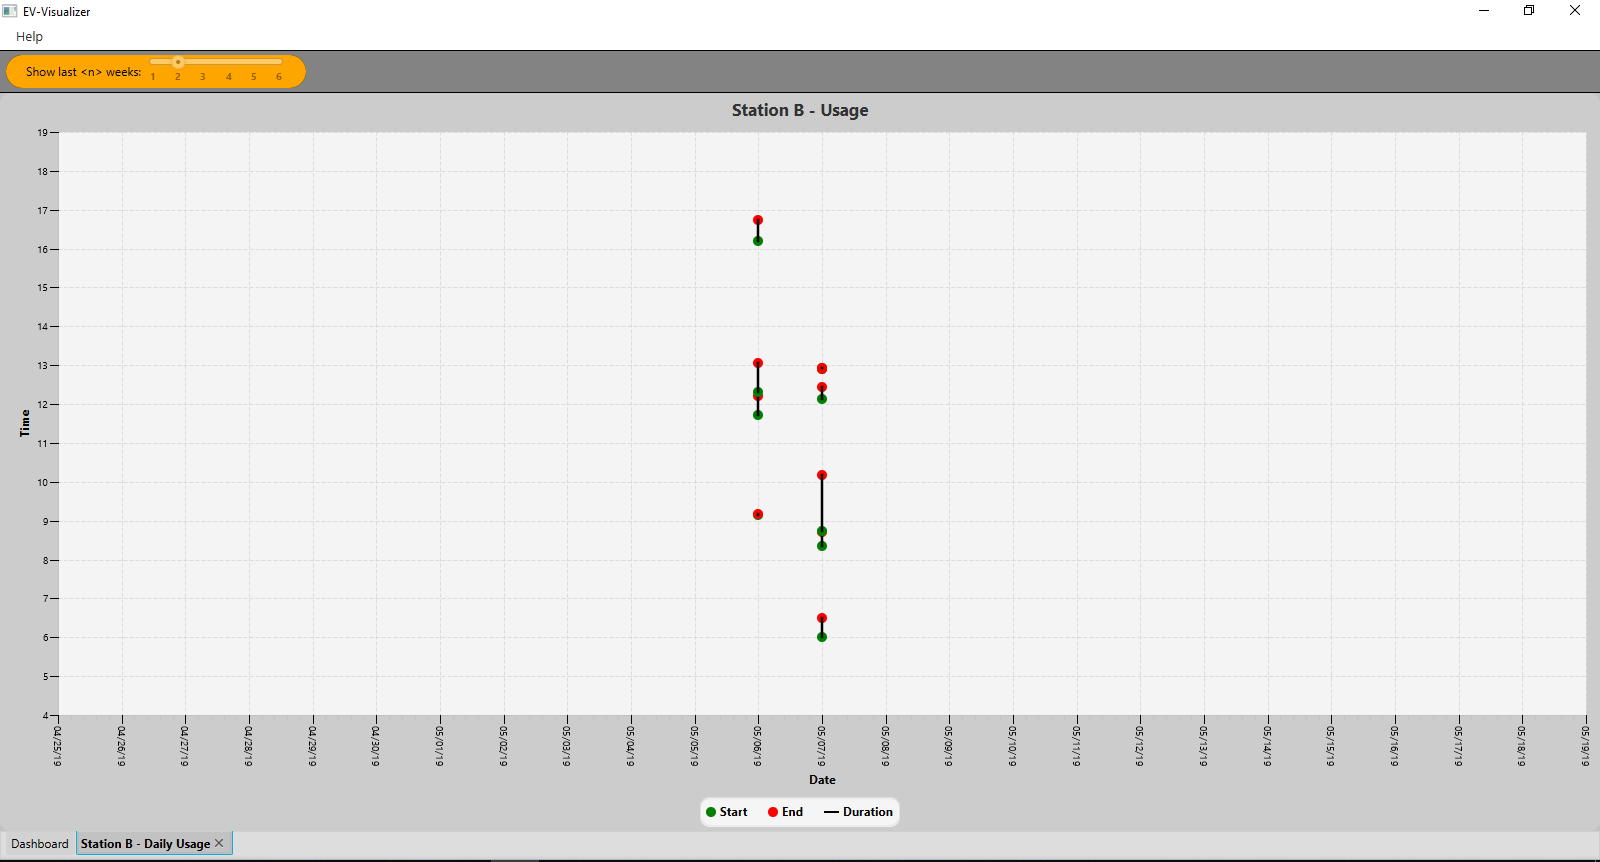 EV-Visualizer
Help
Show last <n> weeks:
1 2 3 4 5 6
Station B - Usage
19
18
17
16
15
14
13
12
11
10
9
8
7
6
5
4
Time
04/25/19 04/26/19 04/27/19 04/28/19 04/29/19 04/30/19 05/01/19 05/02/19 05/03/19 05/04/19 05/05/19 05/06/19 05/07/19 05/08/19 05/09/19 05/10/19 05/11/19 05/12/19 05/13/19 05/14/19 05/15/19 05/16/19 05/17/19 05/18/19 05/19/19
Date
Start End Duration
Dashboard Station B - Daily Usage